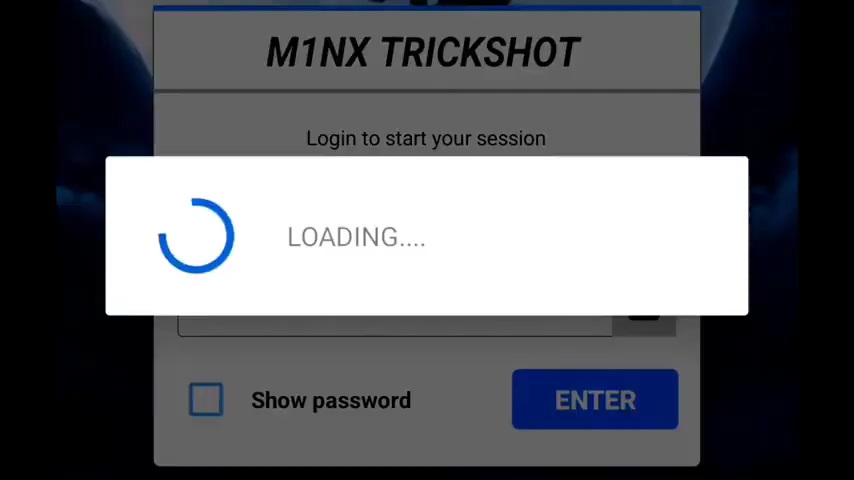 M1NX TRICKSHOT
Login to start your session
LOADING....
Show password
ENTER